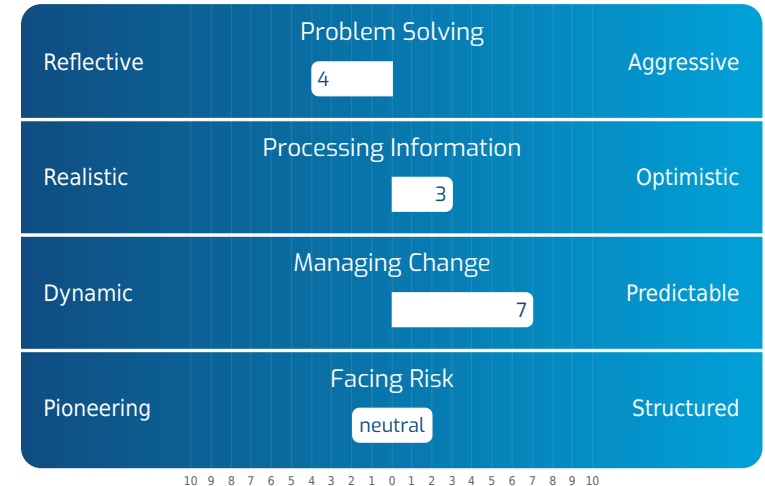 Problem Solving
Reflective
Aggressive
4
Processing Information
Realistic
Optimistic
3
Managing Change
Dynamic
Predictable
7
Facing Risk
Pioneering
Structured
neutral
10 9 8 7 6 5 4 3 2 1 0 1 2 3 4 5 6 7 8 9 10